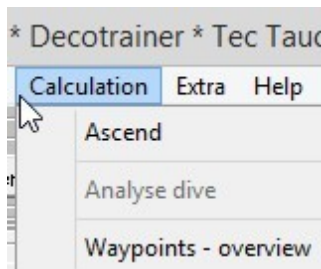 * Decotrainer * Tec Tauc
Calculation Extra Help
Ascend
Analyse dive
Waypoints - overview